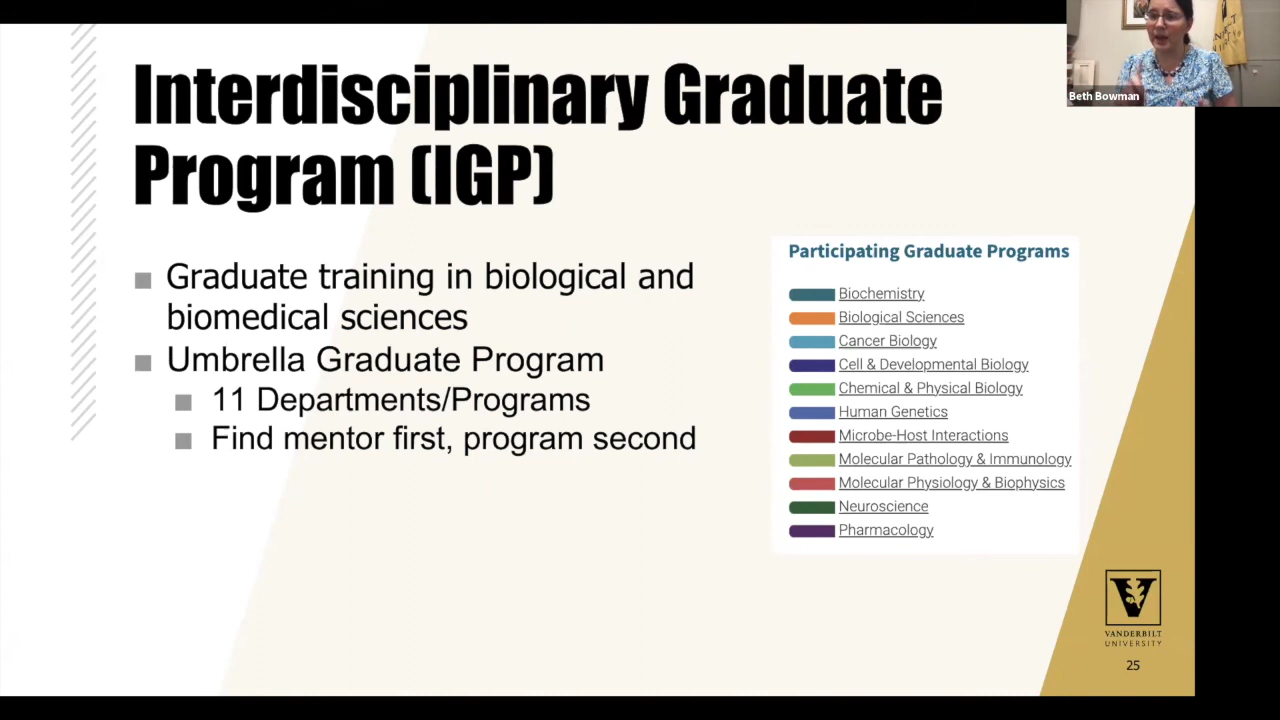 Interdisciplinary Graduate
Program (IGP)
Graduate training in biological and
biomedical sciences
Umbrella Graduate Program
11 Departments/Programs
Find mentor first, program second
Participating Graduate Programs
Biochemistry
Biological Sciences
Cancer Biology
Cell & Developmental Biology
Chemical & Physical Biology
Human Genetics
Microbe-Host Interactions
Molecular Pathology & Immunology
Molecular Physiology & Biophysics
Neuroscience
Pharmacology
Beth Bowman
V
VANDERBILT
UNIVERSITY
25